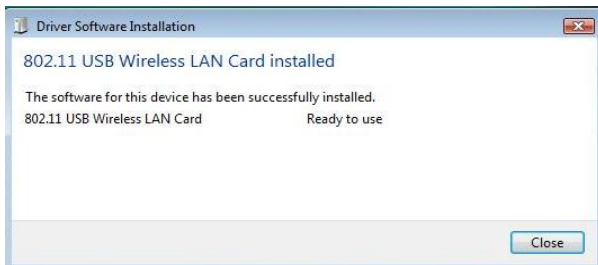 Driver Software Installation
802.11 USB Wireless LAN Card installed
The software for this device has been successfully installed.
802.11 USB Wireless LAN Card Ready to use
Close